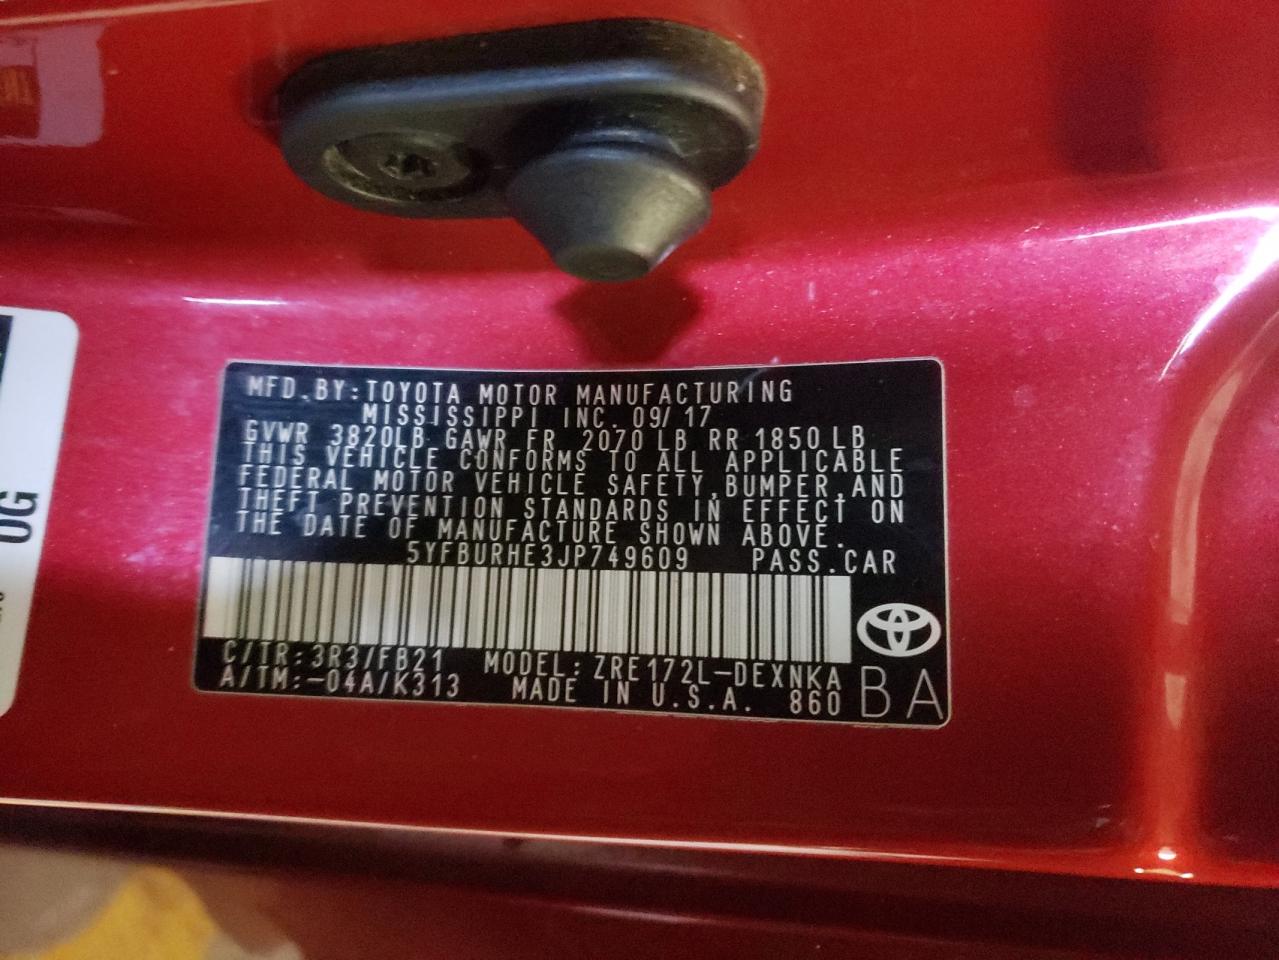 MFD.BY:TOYOTA MOTOR MANUFACTURING
MISSISSIPPI INC. 09/17
GVWR 3820LB GAWR FR 2070 LB RR 1850 LB
THIS VEHICLE CONFORMS TO ALL APPLICABLE
FEDERAL MOTOR VEHICLE SAFETY,BUMPER,AND
THEFT PREVENTION STANDARDS IN EFFECT ON
THE DATE OF MANUFACTURE SHOWN ABOVE.
5YFBURHE3JP749609 PASS.CAR
C/TR:3R3/FB21 MODEL:ZRE172L-DEXNKA
A/TM:-04A/K313 MADE IN U.S.A. 860
BA
OG